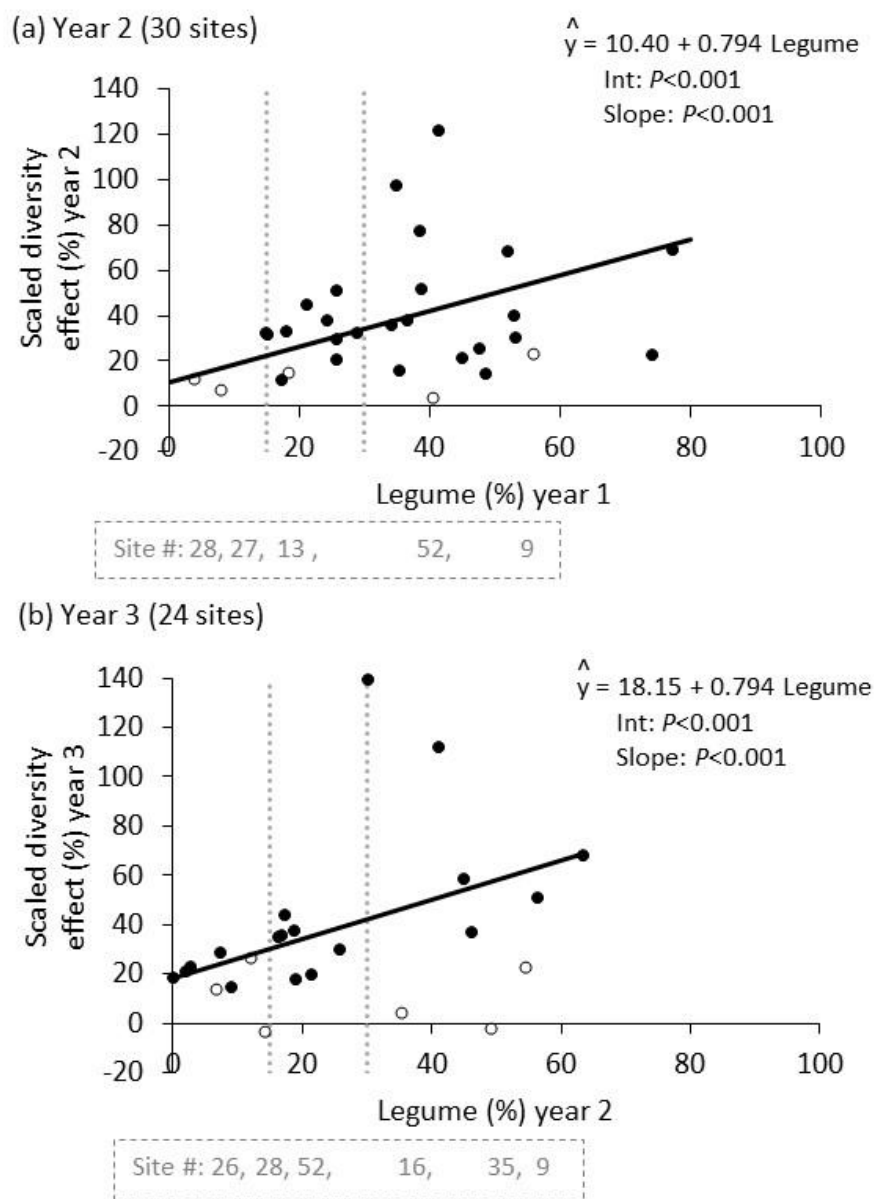 (a) Year 2 (30 sites)
^
y = 10.40 + 0.794 Legume
Int: P<0.001
Slope: P<0.001
Scaled diversity
effect (%) year 2
140
120
100
80
60
40
20
0
-20
0 20 40 60 80 100
Legume (%) year 1
Site #: 28, 27, 13 , 52, 9
(b) Year 3 (24 sites)
^
y = 18.15 + 0.794 Legume
Int: P<0.001
Slope: P<0.001
Scaled diversity
effect (%) year 3
140
120
100
80
60
40
20
0
-20
0 20 40 60 80 100
Legume (%) year 2
Site #: 26, 28, 52, 16, 35, 9